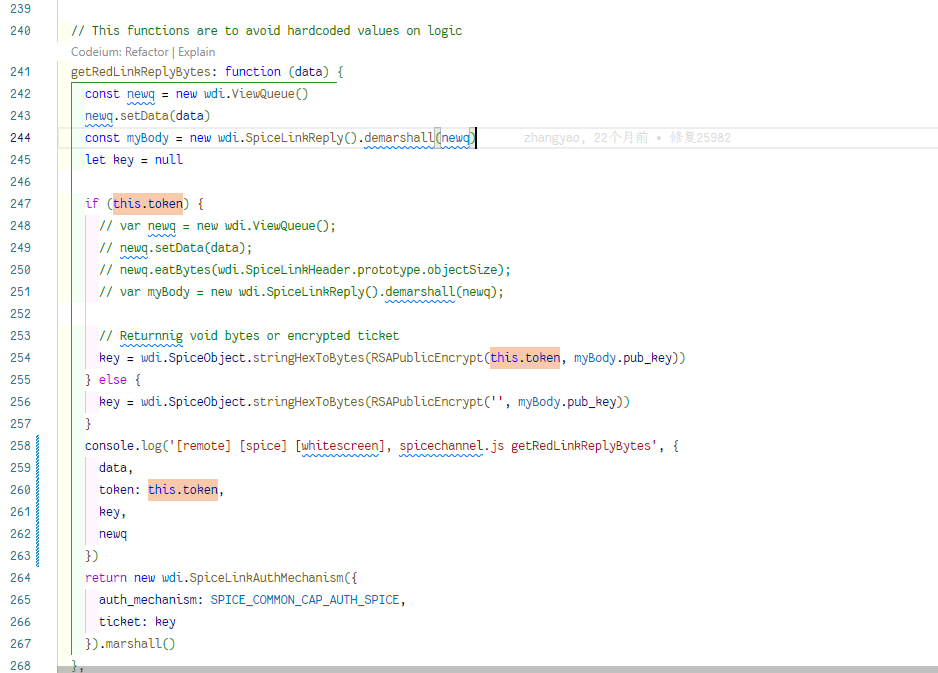 239
240 // This functions are to avoid hardcoded values on logic
Codeium: Refactor | Explain
241 getRedLinkReplyBytes: function (data) {
242 const newq = new wdi.ViewQueue()
243 newq.setData(data)
244 const myBody = new wdi.SpiceLinkReply().demarshall(newq) zhangyao, 22个月前 • 修复25982
245 let key = null
246
247 if (this.token) {
248 // var newq = new wdi.ViewQueue();
249 // newq.setData(data);
250 // newq.eatBytes(wdi.SpiceLinkHeader.prototype.objectSize);
251 // var myBody = new wdi.SpiceLinkReply().demarshall(newq);
252
253 // Returnnig void bytes or encrypted ticket
254 key = wdi.SpiceObject.stringHexToBytes(RSAPublicEncrypt(this.token, myBody.pub_key))
255 } else {
256 key = wdi.SpiceObject.stringHexToBytes(RSAPublicEncrypt('', myBody.pub_key))
257 }
258 console.log('[remote] [spice] [whitescreen], spicechannel.js getRedLinkReplyBytes', {
259 data,
260 token: this.token,
261 key,
262 newq
263 })
264 return new wdi.SpiceLinkAuthMechanism({
265 auth_mechanism: SPICE_COMMON_CAP_AUTH_SPICE,
266 ticket: key
267 }).marshall()
268 },